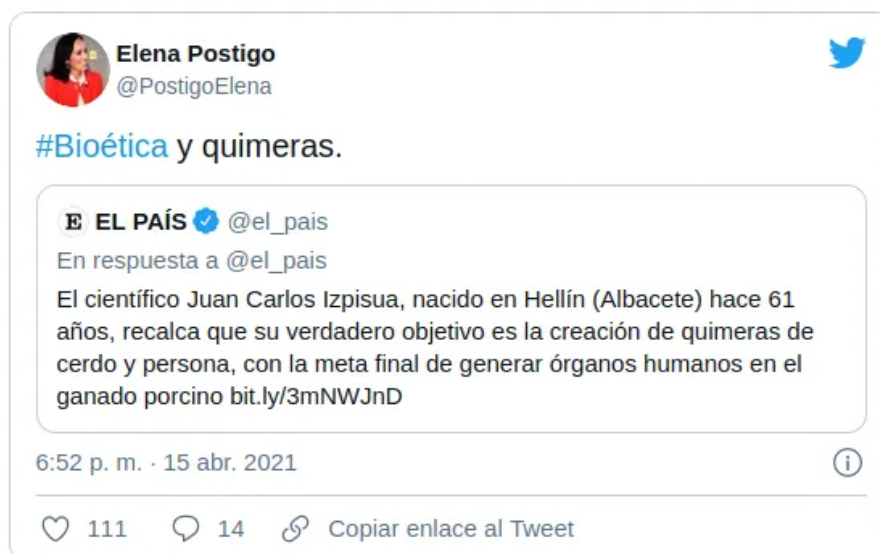 Elena Postigo
@PostigoElena
#Bioética y quimeras.
E EL PAÍS @el_pais
En respuesta a @el_pais
El científico Juan Carlos Izpisua, nacido en Hellín (Albacete) hace 61
años, recalca que su verdadero objetivo es la creación de quimeras de
cerdo y persona, con la meta final de generar órganos humanos en el
ganado porcino bit.ly/3mNWJnD
6:52 p. m. · 15 abr. 2021
111 14 Copiar enlace al Tweet